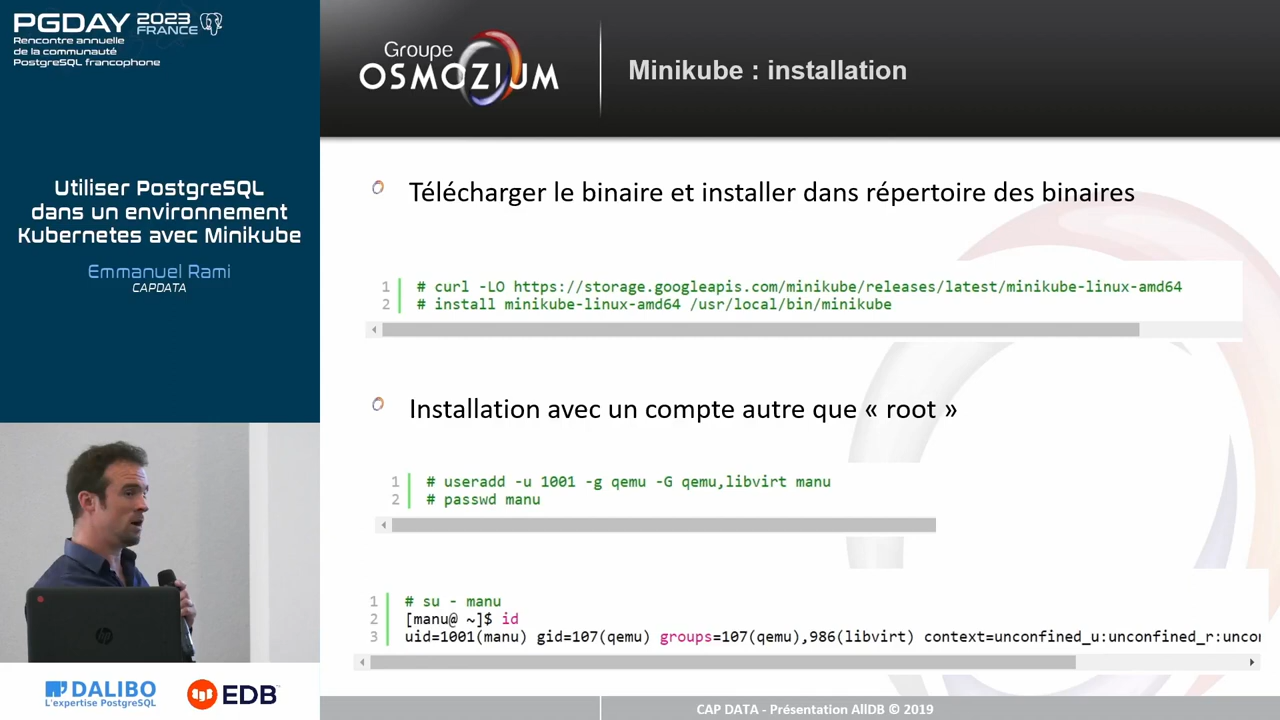 PGDAY 2023 FRANCE
Rencontre annuelle
de la communauté
PostgreSQL francophone
Utiliser PostgreSQL
dans un environnement
Kubernetes avec Minikube
Emmanuel Rami
CAPDATA
hp
DALIBO
L'expertise PostgreSQL
EDB
Groupe
OSMOZIUM
Minikube : installation
Télécharger le binaire et installer dans répertoire des binaires
1 # curl -LO https://storage.googleapis.com/minikube/releases/latest/minikube-linux-amd64
2 # install minikube-linux-amd64 /usr/local/bin/minikube
Installation avec un compte autre que « root »
1 # useradd -u 1001 -g qemu -G qemu,libvirt manu
2 # passwd manu
1 # su - manu
2 [manu@ ~]$ id
3 uid=1001(manu) gid=107(qemu) groups=107(qemu),986(libvirt) context=unconfined_u:unconfined_r:uncor
CAP DATA - Présentation AllDB © 2019